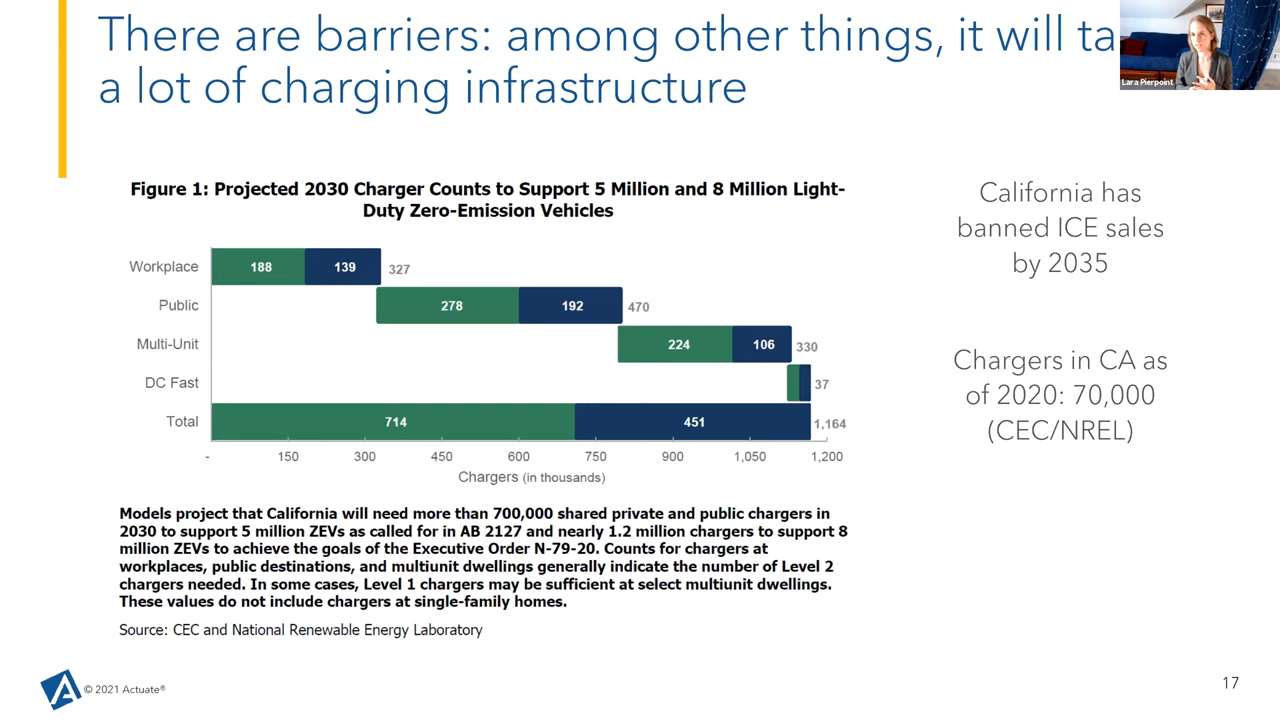 There are barriers: among other things, it will ta
a lot of charging infrastructure
Lara Pierpoint
Figure 1: Projected 2030 Charger Counts to Support 5 Million and 8 Million Light-
Duty Zero-Emission Vehicles
Workplace 188 139 327
Public 278 192 470
Multi-Unit 224 106 330
DC Fast 37
Total 714 451 1,164
- 150 300 450 600 750 900 1,050 1,200
Chargers (in thousands)
California has
banned ICE sales
by 2035
Chargers in CA as
of 2020: 70,000
(CEC/NREL)
Models project that California will need more than 700,000 shared private and public chargers in
2030 to support 5 million ZEVs as called for in AB 2127 and nearly 1.2 million chargers to support 8
million ZEVs to achieve the goals of the Executive Order N-79-20. Counts for chargers at
workplaces, public destinations, and multiunit dwellings generally indicate the number of Level 2
chargers needed. In some cases, Level 1 chargers may be sufficient at select multiunit dwellings.
These values do not include chargers at single-family homes.
Source: CEC and National Renewable Energy Laboratory
© 2021 Actuate®
17